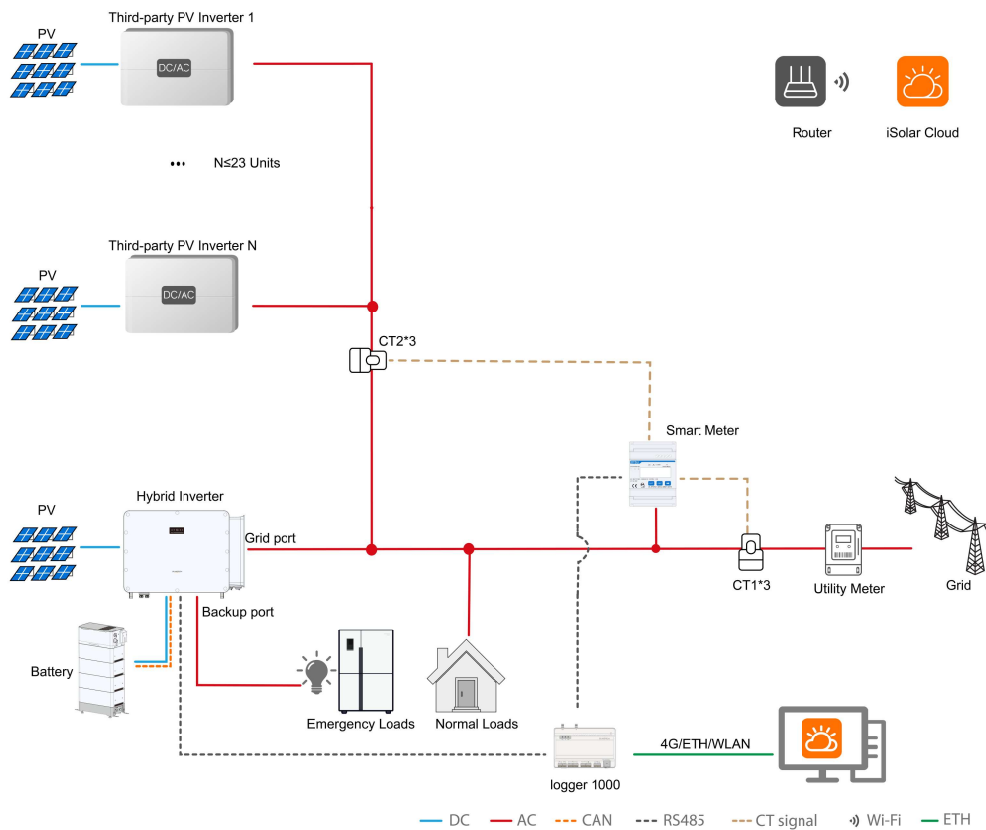 Third-party PV Inverter 1
PV
DC/AC
Router
iSolar Cloud
••• N≤23 Units
Third-party PV Inverter N
PV
DC/AC
CT2*3
Smart Meter
Hybrid Inverter
PV
Grid port
CT1*3
Utility Meter
Grid
Backup port
Battery
Emergency Loads
Normal Loads
4G/ETH/WLAN
logger 1000
DC
AC
CAN
RS485
CT signal
Wi-Fi
ETH